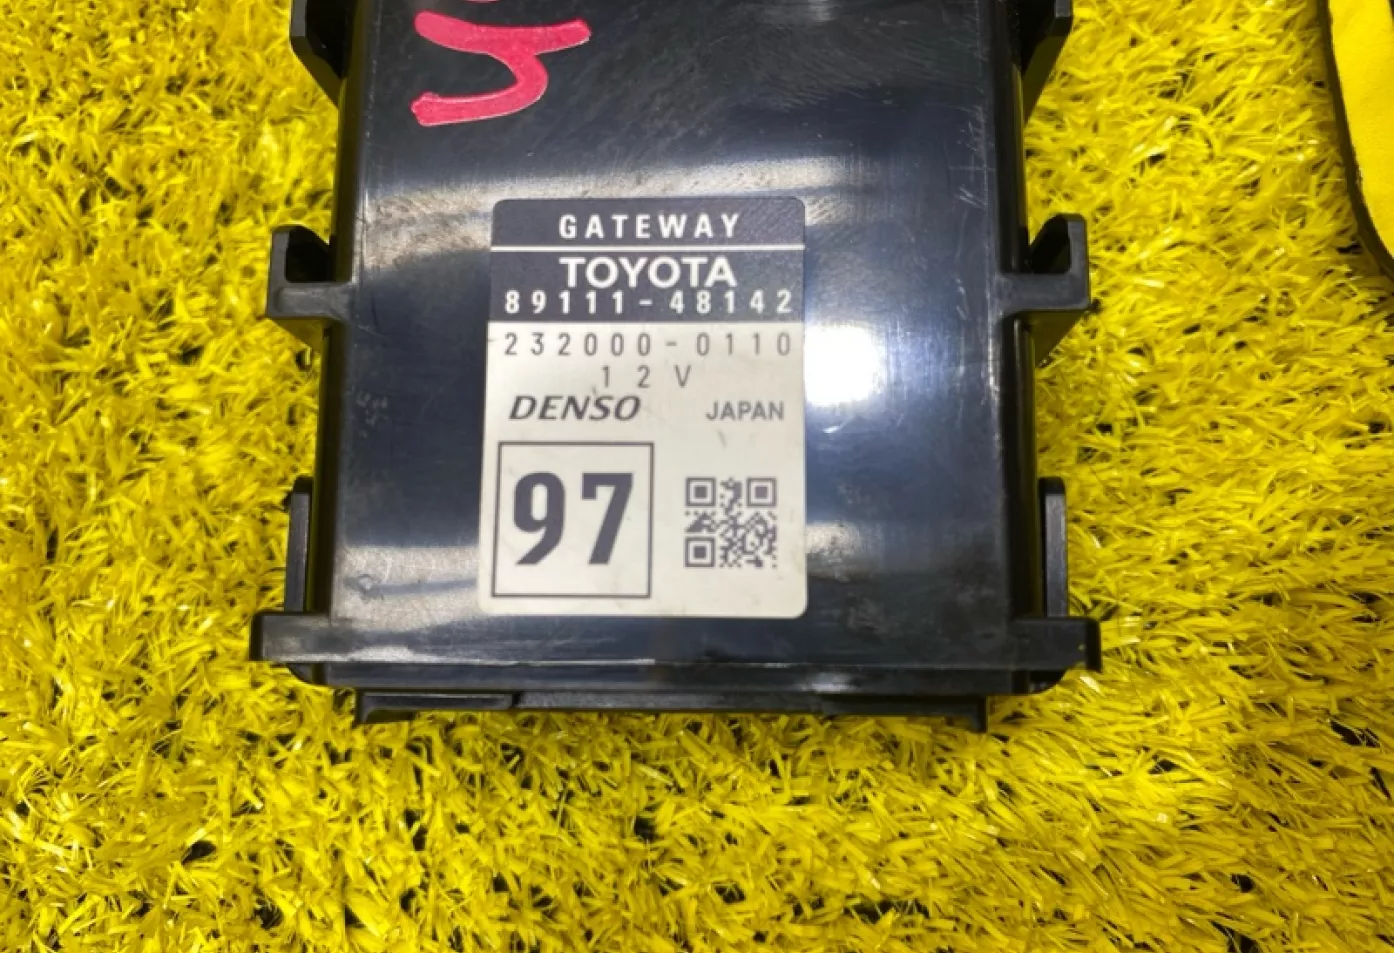 GATEWAY
TOYOTA
89111-48142
232000-0110
12V
DENSO JAPAN
97